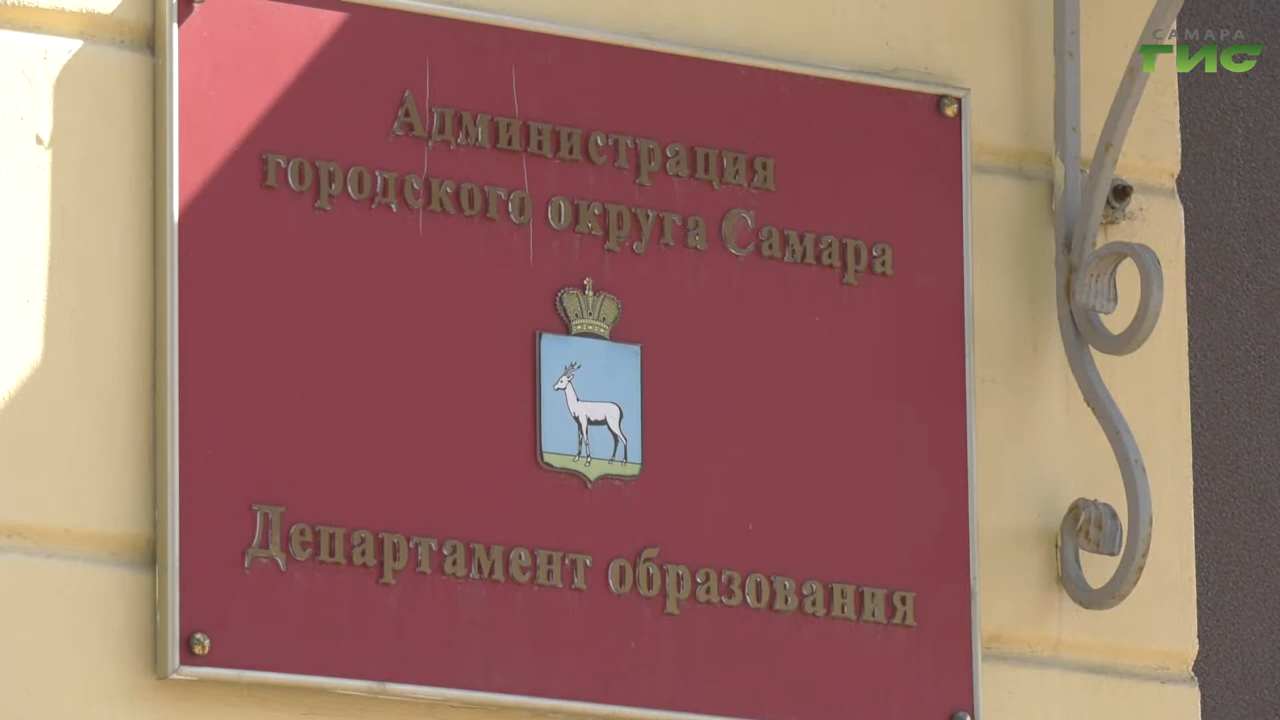 САМАРА
ГИС
Администрация
городского округа Самара
Департамент образования